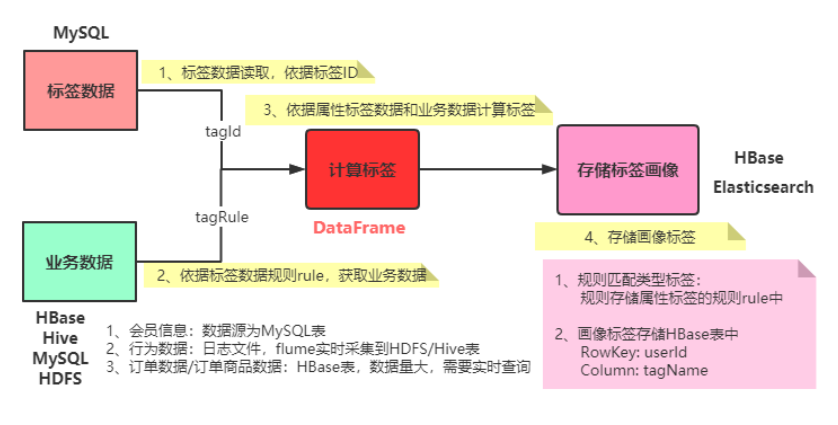 MySQL
标签数据
1、标签数据读取，依据标签ID
tagId
3、依据属性标签数据和业务数据计算标签
计算标签
DataFrame
存储标签画像
HBase
Elasticsearch
tagRule
业务数据
2、依据标签数据规则rule，获取业务数据
4、存储画像标签
HBase
Hive
MySQL
HDFS
1、会员信息：数据源为MySQL表
2、行为数据：日志文件，flume实时采集到HDFS/Hive表
3、订单数据/订单商品数据：HBase表，数据量大，需要实时查询
1、规则匹配类型标签：
规则存储属性标签的规则rule中
2、画像标签存储HBase表中
RowKey: userId
Column: tagName